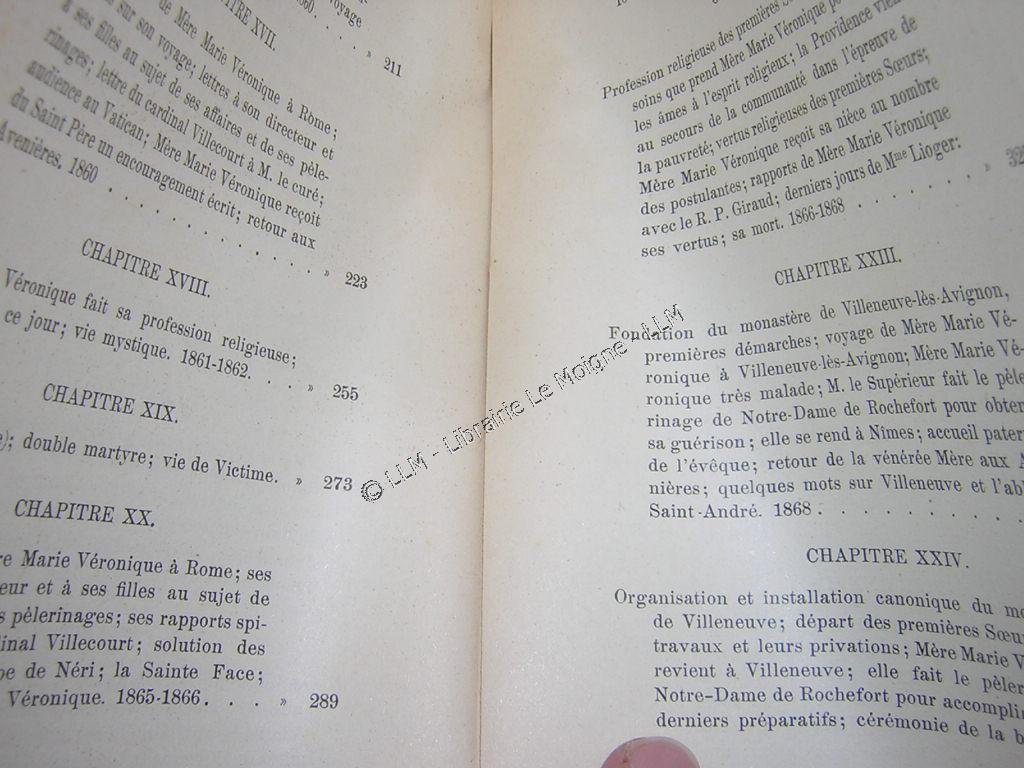 voyage
1860. . . . » 211
CHAPITRE XVII.
de Mère Marie Véronique à Rome;
sur son voyage; lettres à son directeur et
à ses filles au sujet de ses affaires et de ses pèle-
rinages; lettre du cardinal Villecourt à M. le curé;
audience au Vatican; Mère Marie Véronique reçoit
du Saint Père un encouragement écrit; retour aux
Avenières, 1860 . . . . . . . . . . » 223
CHAPITRE XVIII.
Véronique fait sa profession religieuse;
ce jour; vie mystique. 1861-1862. . . . » 255
CHAPITRE XIX.
); double martyre; vie de Victime. » 273
CHAPITRE XX.
re Marie Véronique à Rome; ses
eur et à ses filles au sujet de
s pèlerinages; ses rapports spi-
dinal Villecourt; solution des
pe de Néri; la Sainte Face;
Véronique. 1865-1866. . . . » 289
Profession religieuse des premières S
soins que prend Mère Marie Véronique
les âmes à l'esprit religieux; la Providence vient
au secours de la communauté dans l'épreuve de
la pauvreté; vertus religieuses des premières Sœurs;
Mère Marie Véronique reçoit sa nièce au nombre
des postulantes; rapports de Mère Marie Véronique
avec le R. P. Giraud; derniers jours de Mme Lioger:
ses vertus; sa mort. 1866-1868 . . . . . . . »
CHAPITRE XXIII.
Fondation du monastère de Villeneuve-lès-Avignon,
premières démarches; voyage de Mère Marie Vé-
ronique à Villeneuve-lès-Avignon; Mère Marie Vé-
ronique très malade; M. le Supérieur fait le pèle
rinage de Notre-Dame de Rochefort pour obten
sa guérison; elle se rend à Nîmes; accueil pater
de l'évêque; retour de la vénérée Mère aux A
nières; quelques mots sur Villeneuve et l'ab
Saint-André. 1868 . . . . . . . . . .
CHAPITRE XXIV.
Organisation et installation canonique du mo
de Villeneuve; départ des premières Sœu
travaux et leurs privations; Mère Marie V
revient à Villeneuve; elle fait le pèler
Notre-Dame de Rochefort pour accompli
derniers préparatifs; cérémonie de la b
© LLM - Librairie Le Moigne - LLM